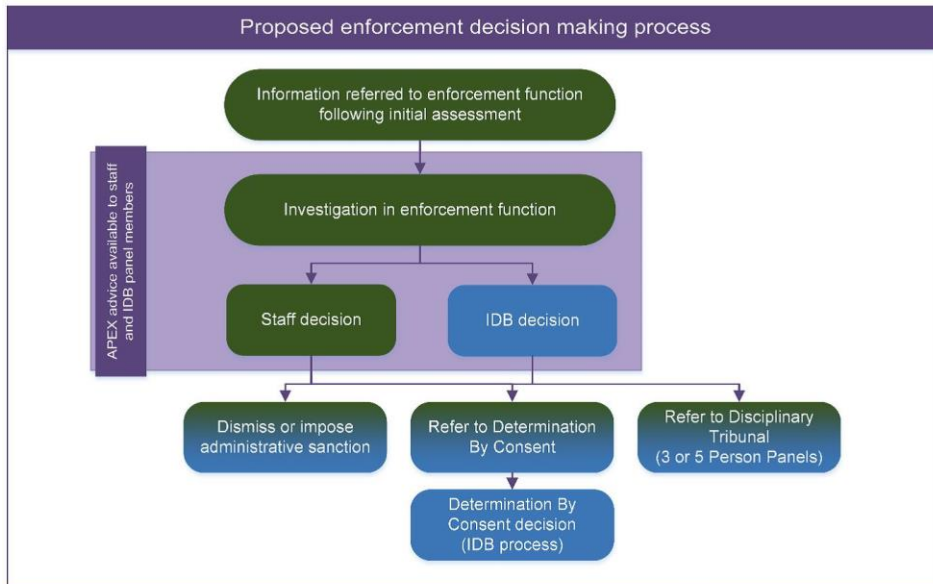 Proposed enforcement decision making process
Information referred to enforcement function
following initial assessment
APEX advice available to staff
and IDB panel members
Investigation in enforcement function
Staff decision
IDB decision
Dismiss or impose
administrative sanction
Refer to Determination
By Consent
Refer to Disciplinary
Tribunal
(3 or 5 Person Panels)
Determination By
Consent decision
(IDB process)